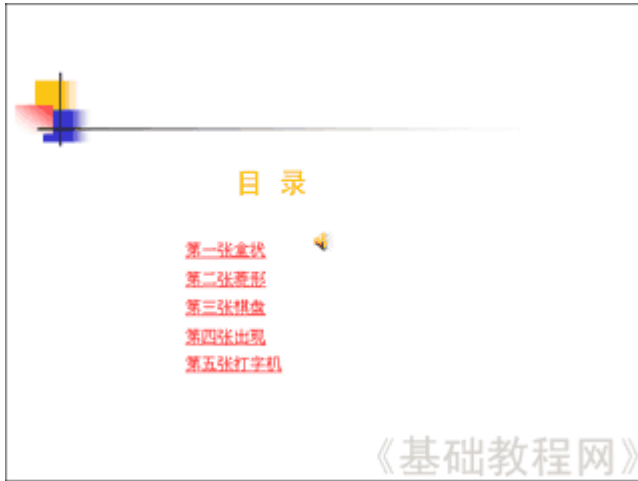 目 录
第一张盒状
第二张菱形
第三张棋盘
第四张出现
第五张打字机
《基础教程网》